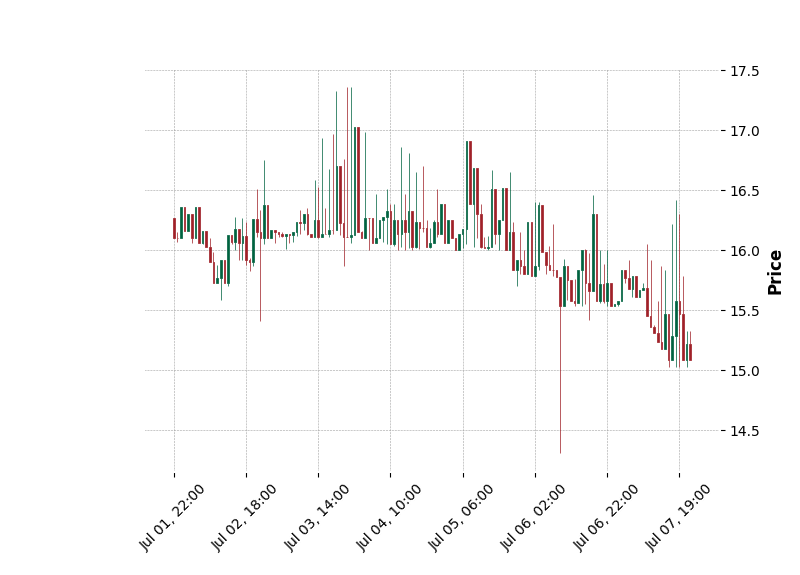 17.5
17.0
16.5
16.0
15.5
15.0
14.5
Price
Jul 01, 22:00
Jul 02, 18:00
Jul 03, 14:00
Jul 04, 10:00
Jul 05, 06:00
Jul 06, 02:00
Jul 06, 22:00
Jul 07, 19:00